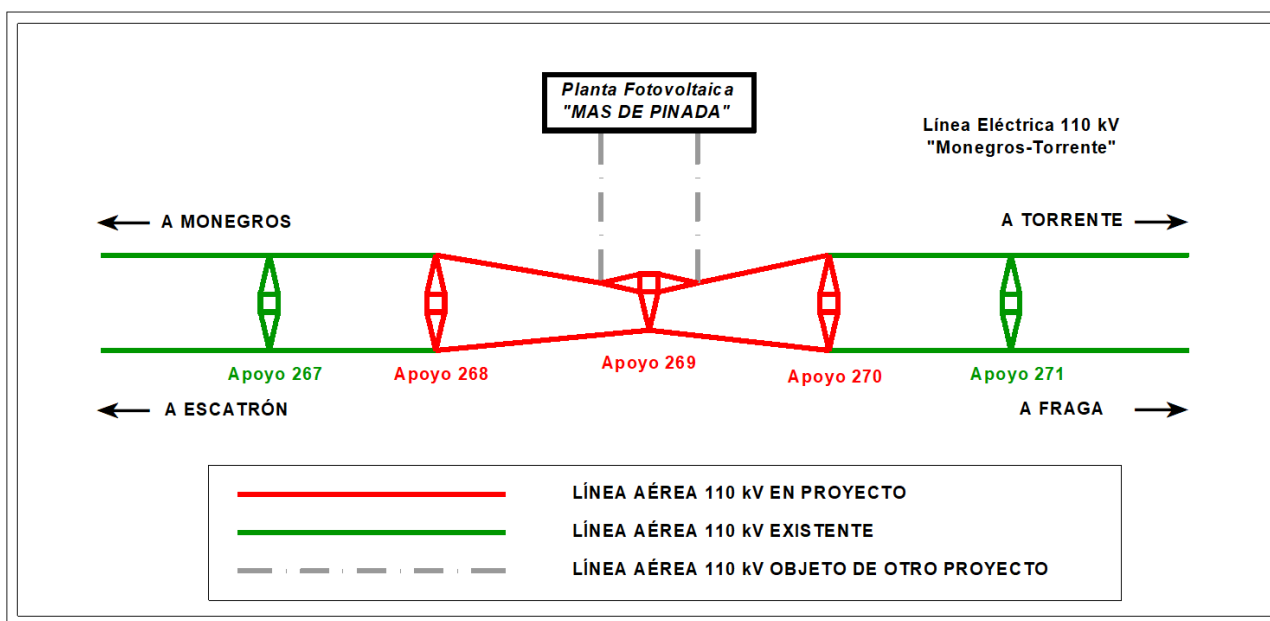 Planta Fotovoltaica
"MAS DE PINADA"
Línea Eléctrica 110 kV
"Monegros-Torrente"
A MONEGROS
A TORRENTE
Apoyo 267
Apoyo 268
Apoyo 269
Apoyo 270
Apoyo 271
A ESCATRÓN
A FRAGA
LÍNEA AÉREA 110 kV EN PROYECTO
LÍNEA AÉREA 110 kV EXISTENTE
LÍNEA AÉREA 110 kV OBJETO DE OTRO PROYECTO